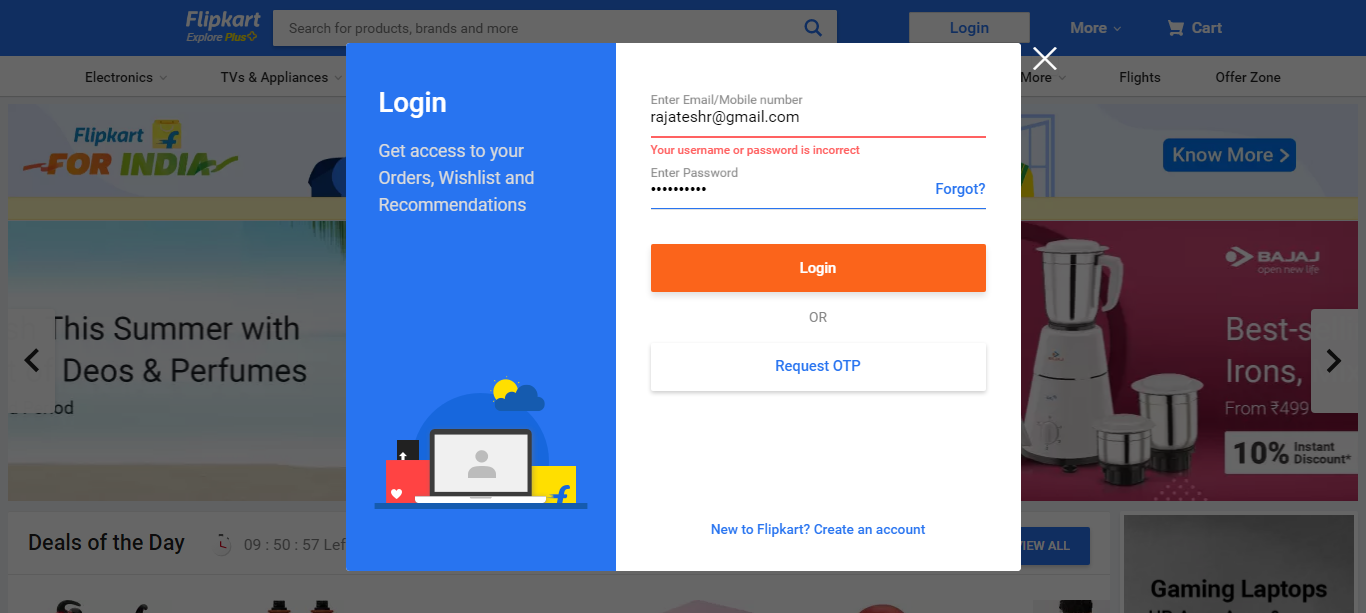 Flipkart
Explore Plus
Search for products, brands and more
Login
More
Cart
Electronics
TVs & Appliances
More
Flights
Offer Zone
Flipkart
FOR INDIA
Know More
Login
Get access to your
Orders, Wishlist and
Recommendations
Enter Email/Mobile number
rajateshr@gmail.com
Your username or password is incorrect
Enter Password
••••••••••
Forgot?
Login
OR
Request OTP
New to Flipkart? Create an account
This Summer with
Deos & Perfumes
BAJAJ
open new life
Best-s
Irons,
From ₹499
10% Instant
Discount*
Deals of the Day
09 : 50 : 57 Lef
VIEW ALL
Gaming Laptops